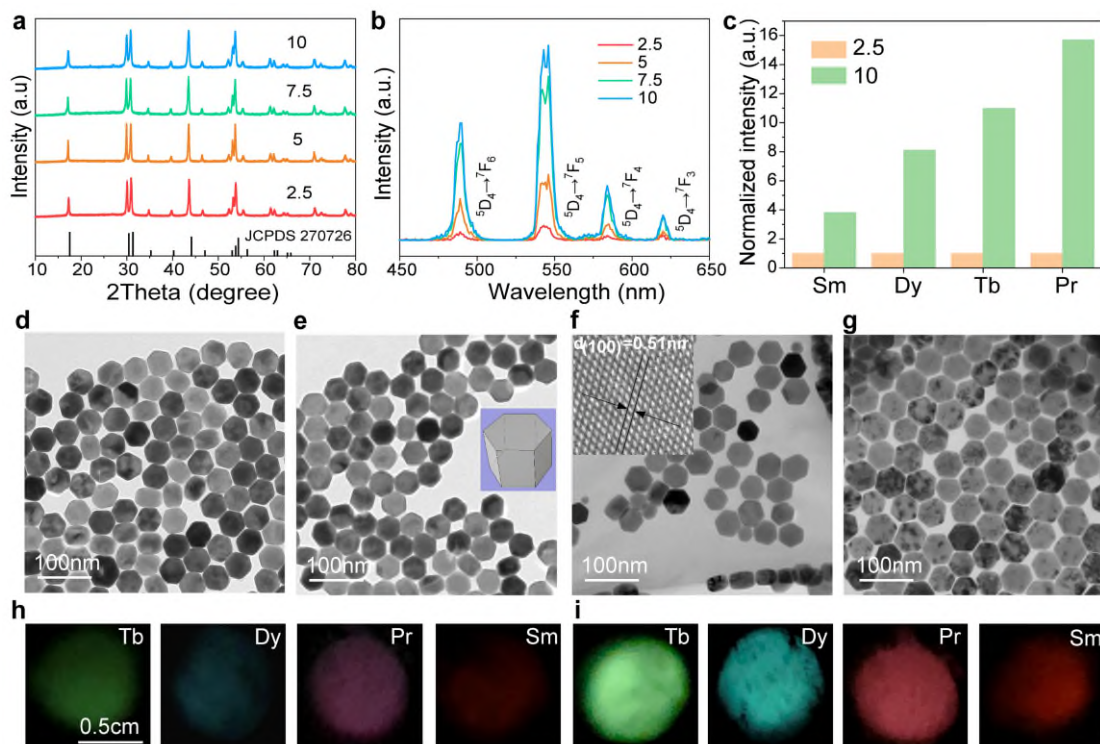 a
Intensity (a.u)
10
7.5
5
2.5
JCPDS 270726
10 20 30 40 50 60 70 80
2Theta (degree)
b
Intensity (a.u.)
2.5
5
7.5
10
⁵D₄→⁷F₆
⁵D₄→⁷F₅
⁵D₄→⁷F₄
⁵D₄→⁷F₃
450 500 550 600 650
Wavelength (nm)
c
Normalized intensity (a.u.)
16
14
12
10
8
6
4
2
0
2.5
10
Sm Dy Tb Pr
d
100nm
e
100nm
f
d(100)=0.51nm
100nm
g
100nm
h
Tb
0.5cm
Dy
Pr
Sm
i
Tb
Dy
Pr
Sm